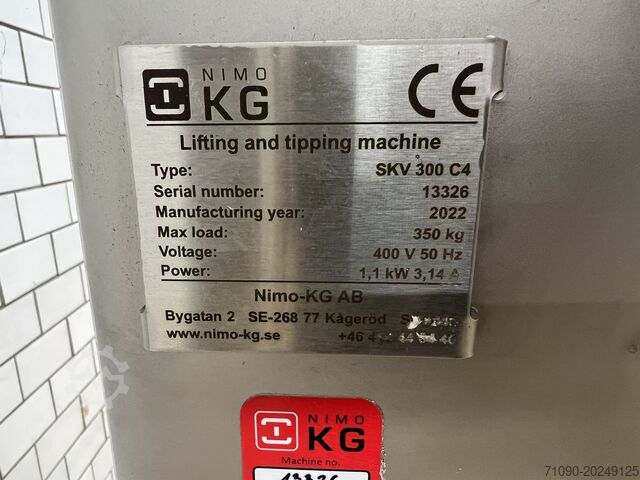 NIMO
KG
CE
Lifting and tipping machine
Type: SKV 300 C4
Serial number: 13326
Manufacturing year: 2022
Max load: 350 kg
Voltage: 400 V 50 Hz
Power: 1,1 kW 3,14 A
Nimo-KG AB
Bygatan 2 SE-268 77 Kågeröd
www.nimo-kg.se +46
NIMO
KG
Machine no.
13326
71090-20249125